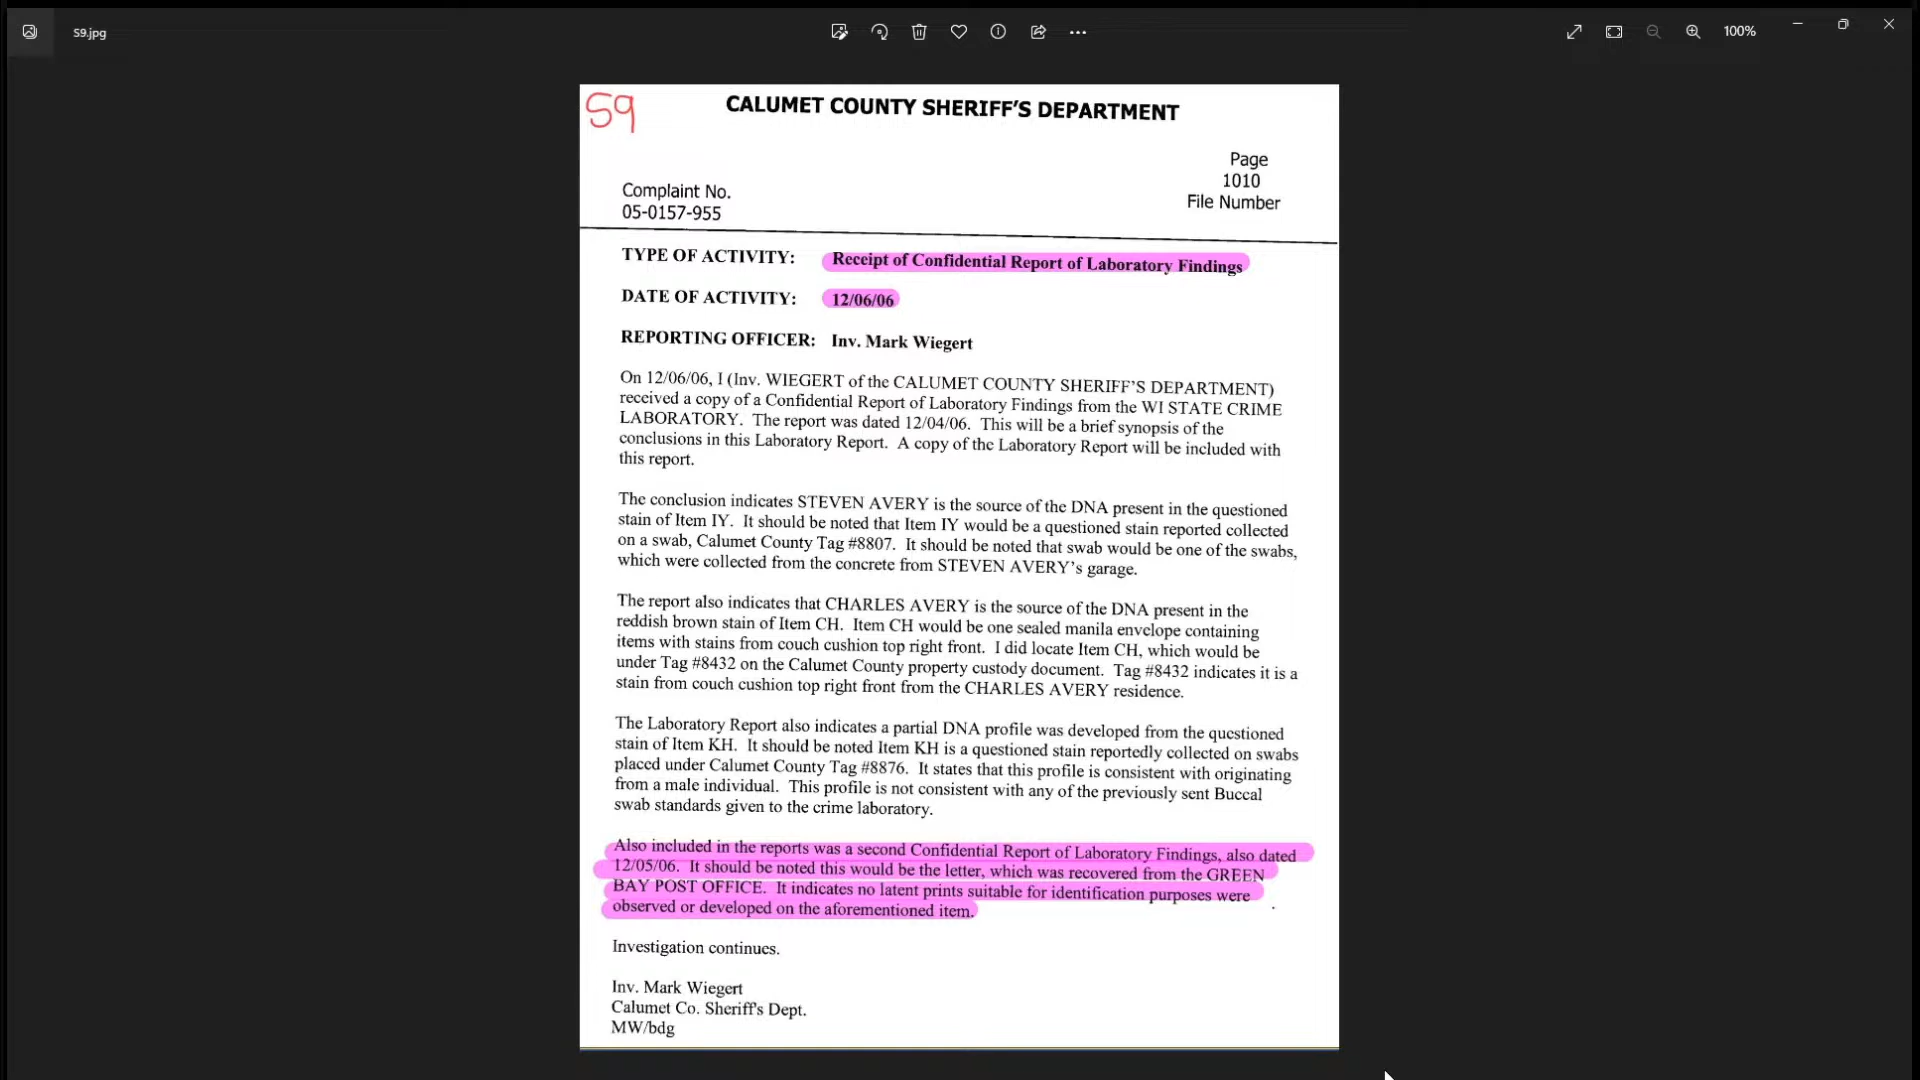 S9.jpg
100%
S9
CALUMET COUNTY SHERIFF'S DEPARTMENT
Page
1010
File Number
Complaint No.
05-0157-955
TYPE OF ACTIVITY: Receipt of Confidential Report of Laboratory Findings
DATE OF ACTIVITY: 12/06/06
REPORTING OFFICER: Inv. Mark Wiegert
On 12/06/06, I (Inv. WIEGERT of the CALUMET COUNTY SHERIFF'S DEPARTMENT)
received a copy of a Confidential Report of Laboratory Findings from the WI STATE CRIME
LABORATORY. The report was dated 12/04/06. This will be a brief synopsis of the
conclusions in this Laboratory Report. A copy of the Laboratory Report will be included with
this report.
The conclusion indicates STEVEN AVERY is the source of the DNA present in the questioned
stain of Item IY. It should be noted that Item IY would be a questioned stain reported collected
on a swab, Calumet County Tag #8807. It should be noted that swab would be one of the swabs,
which were collected from the concrete from STEVEN AVERY's garage.
The report also indicates that CHARLES AVERY is the source of the DNA present in the
reddish brown stain of Item CH. Item CH would be one sealed manila envelope containing
items with stains from couch cushion top right front. I did locate Item CH, which would be
under Tag #8432 on the Calumet County property custody document. Tag #8432 indicates it is a
stain from couch cushion top right front from the CHARLES AVERY residence.
The Laboratory Report also indicates a partial DNA profile was developed from the questioned
stain of Item KH. It should be noted Item KH is a questioned stain reportedly collected on swabs
placed under Calumet County Tag #8876. It states that this profile is consistent with originating
from a male individual. This profile is not consistent with any of the previously sent Buccal
swab standards given to the crime laboratory.
Also included in the reports was a second Confidential Report of Laboratory Findings, also dated
12/05/06. It should be noted this would be the letter, which was recovered from the GREEN
BAY POST OFFICE. It indicates no latent prints suitable for identification purposes were
observed or developed on the aforementioned item.
Investigation continues.
Inv. Mark Wiegert
Calumet Co. Sheriff's Dept.
MW/bdg